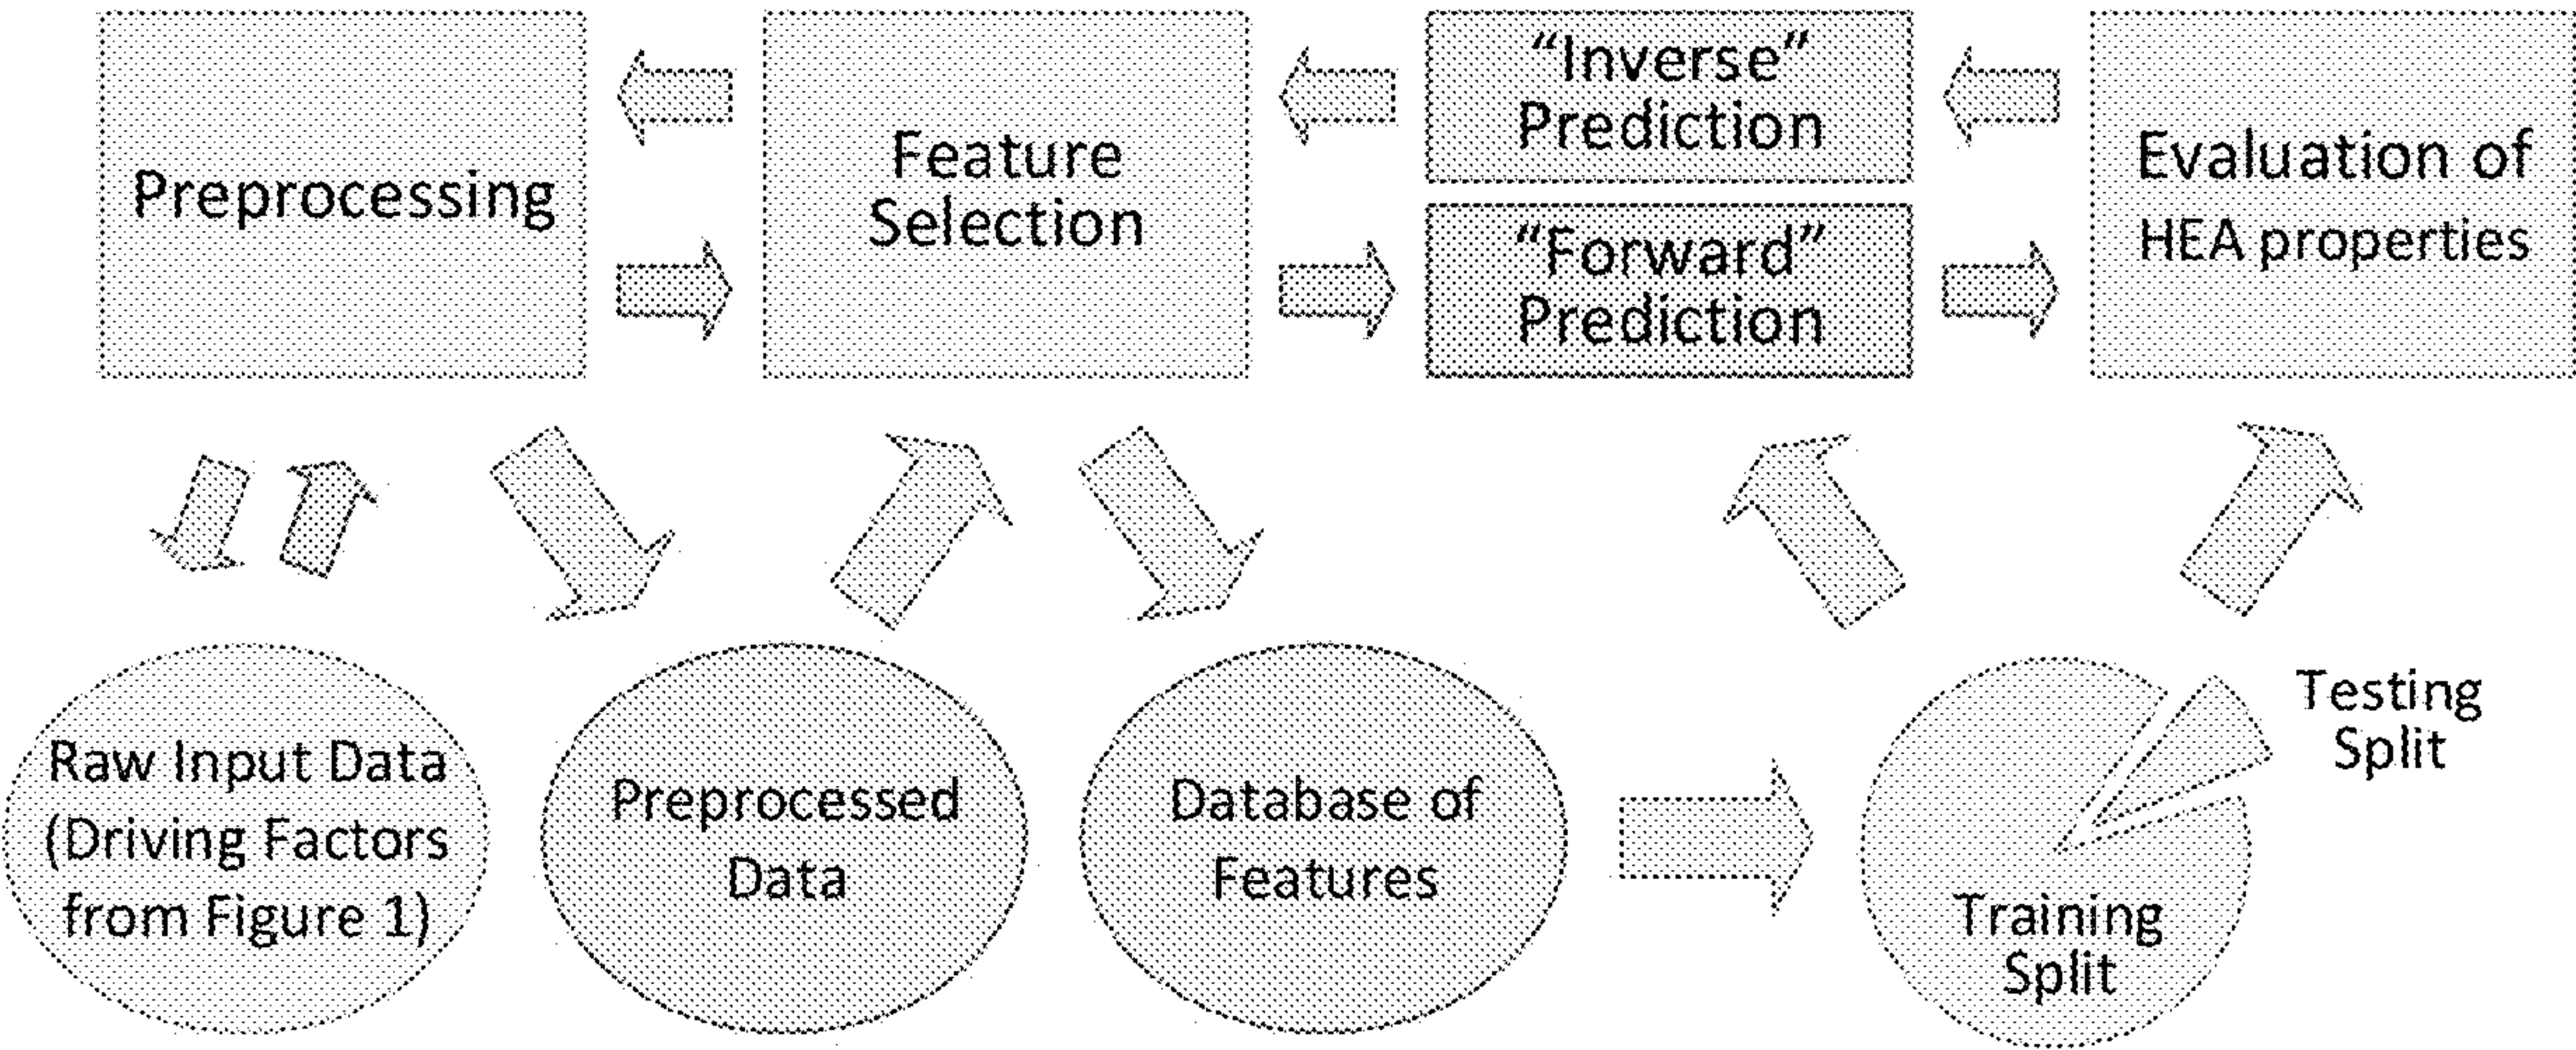 Preprocessing
Feature
Selection
“Inverse”
Prediction
“Forward”
Prediction
Evaluation of
HEA properties
Raw Input Data
(Driving Factors
from Figure 1)
Preprocessed
Data
Database of
Features
Testing
Split
Training
Split